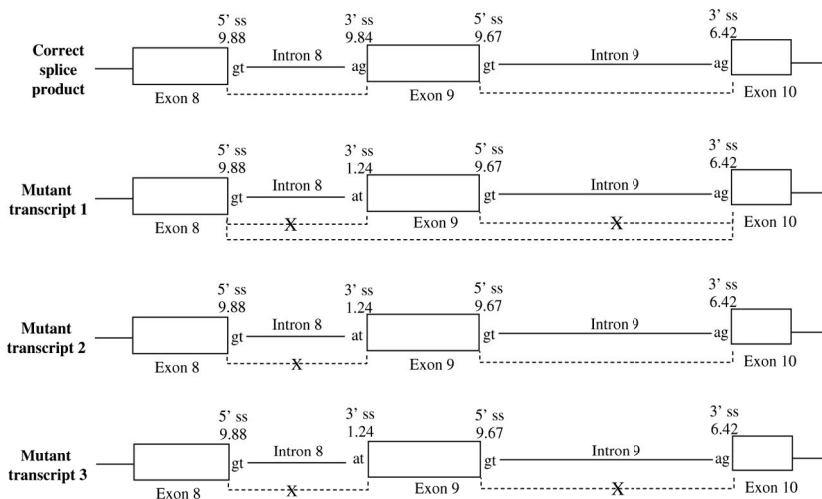 5’ ss 3’ ss 5’ ss 3’ ss
9.88 9.84 9.67 6.42
Correct
splice
product
gt Intron 8 ag gt Intron 9 ag
Exon 8 Exon 9 Exon 10
5’ ss 3’ ss 5’ ss 3’ ss
9.88 1.24 9.67 6.42
Mutant
transcript 1
gt Intron 8 at gt Intron 9 ag
Exon 8 Exon 9 Exon 10
X X
5’ ss 3’ ss 5’ ss 3’ ss
9.88 1.24 9.67 6.42
Mutant
transcript 2
gt Intron 8 at gt Intron 9 ag
Exon 8 Exon 9 Exon 10
X
5’ ss 3’ ss 5’ ss 3’ ss
9.88 1.24 9.67 6.42
Mutant
transcript 3
gt Intron 8 at gt Intron 9 ag
Exon 8 Exon 9 Exon 10
X X